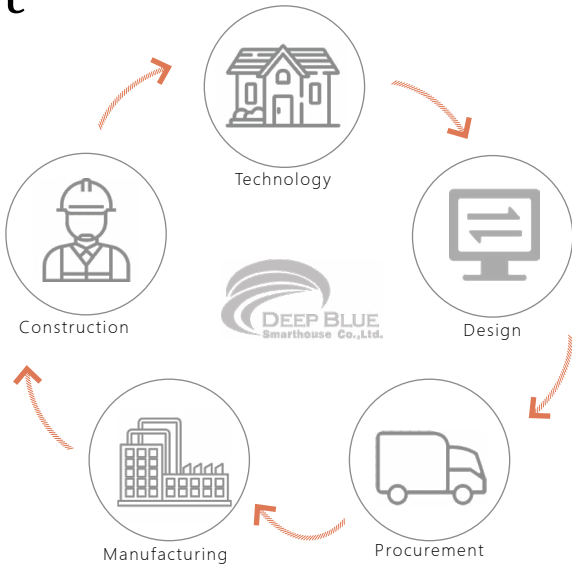 Technology
Construction
Design
DEEP BLUE
Smarthouse Co.,Ltd.
Manufacturing
Procurement